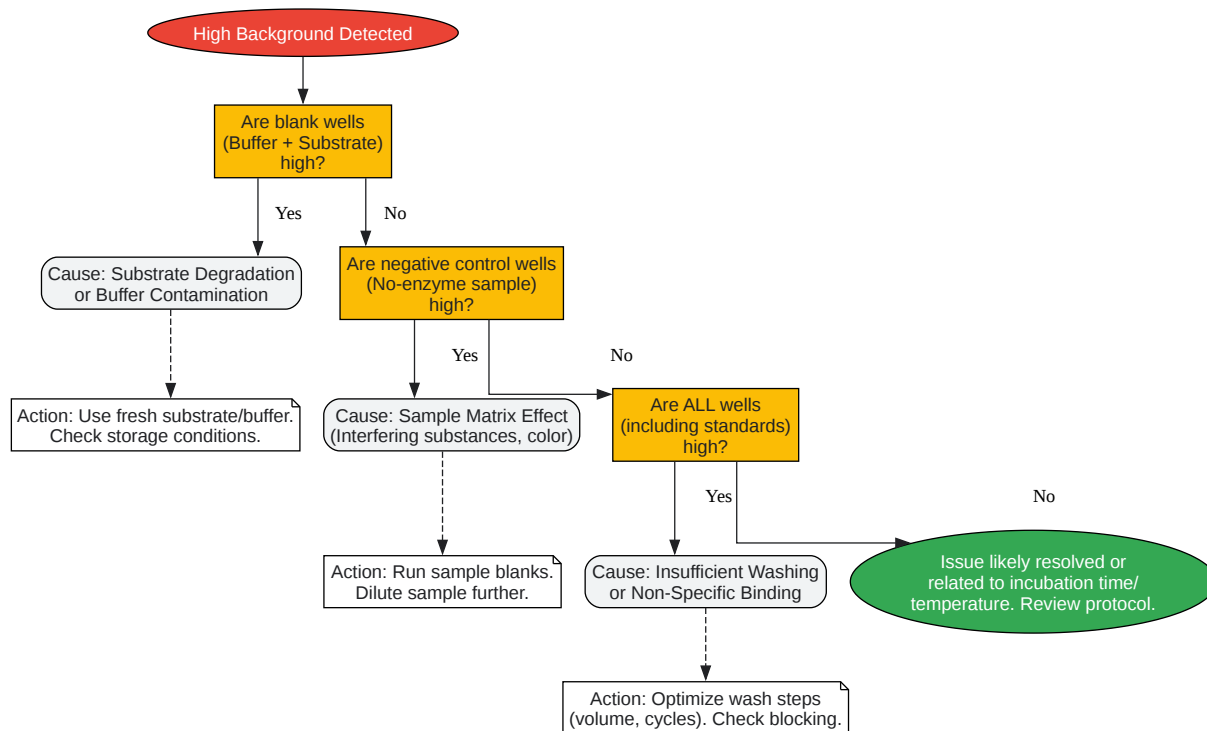 High Background Detected
Are blank wells
(Buffer + Substrate)
high?
Yes
No
Cause: Substrate Degradation
or Buffer Contamination
Are negative control wells
(No-enzyme sample)
high?
Yes
No
Action: Use fresh substrate/buffer.
Check storage conditions.
Cause: Sample Matrix Effect
(Interfering substances, color)
Are ALL wells
(including standards)
high?
Yes
No
Action: Run sample blanks.
Dilute sample further.
Cause: Insufficient Washing
or Non-Specific Binding
Issue likely resolved or
related to incubation time/
temperature. Review protocol.
Action: Optimize wash steps
(volume, cycles). Check blocking.